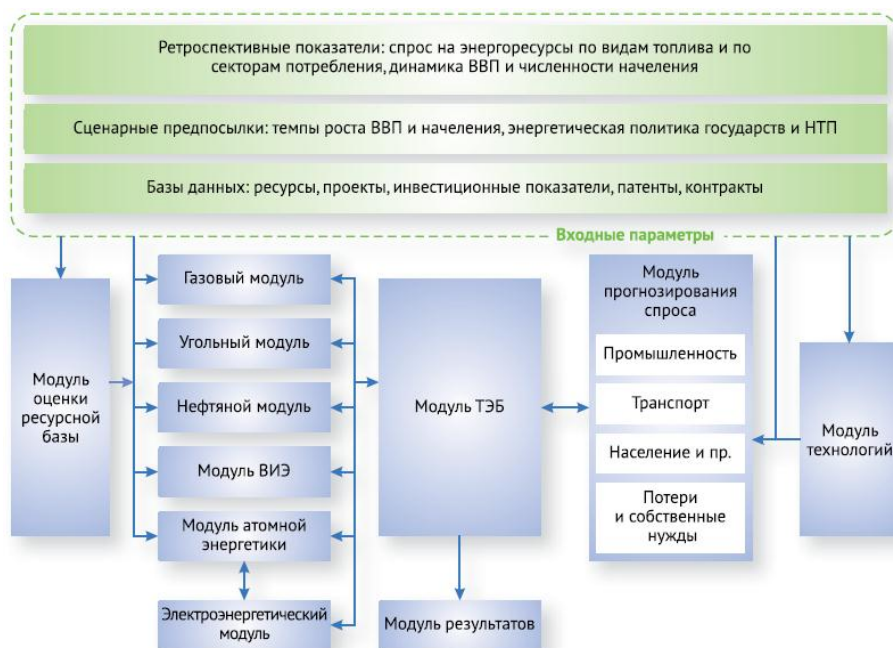 Ретроспективные показатели: спрос на энергоресурсы по видам топлива и по
секторам потребления, динамика ВВП и численности начеления
Сценарные предпосылки: темпы роста ВВП и начеления, энергетическая политика государств и НТП
Базы данных: ресурсы, проекты, инвестиционные показатели, патенты, контракты
Входные параметры
Модуль
оценки
ресурсной
базы
Газовый модуль
Угольный модуль
Нефтяной модуль
Модуль ВИЭ
Модуль атомной
энергетики
Электроэнергетический
модуль
Модуль ТЭБ
Модуль результатов
Модуль
прогнозирования
спроса
Промышленность
Транспорт
Население и пр.
Потери
и собственные
нужды
Модуль
технологий